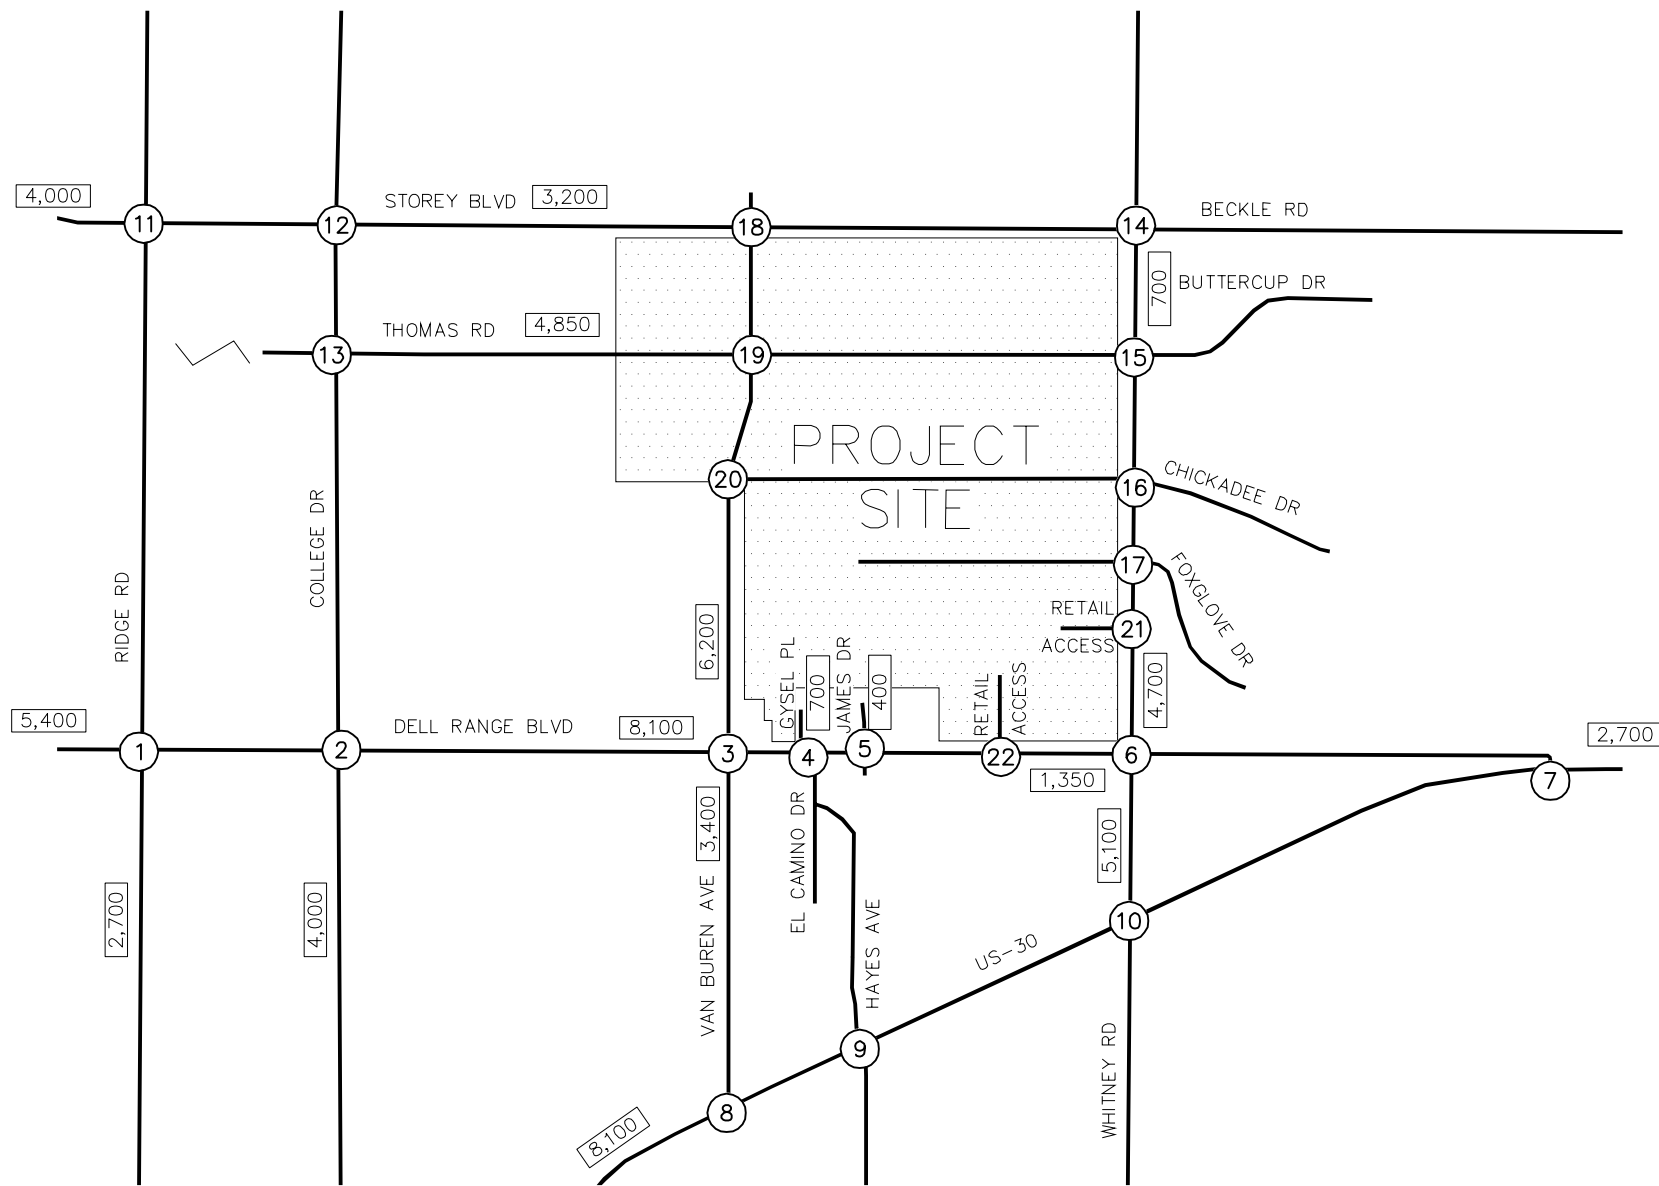 4,000
STOREY BLVD
3,200
BECKLE RD
11
12
18
14
700
BUTTERCUP DR
THOMAS RD
4,850
13
19
15
PROJECT
SITE
20
16
CHICKADEE DR
COLLEGE DR
RIDGE RD
17
FOXGLOVE DR
RETAIL
ACCESS
21
6,200
GYSEL PL
700
JAMES DR
400
RETAIL
ACCESS
4,700
5,400
DELL RANGE BLVD
8,100
2,700
1
2
3
4
5
22
6
7
1,350
3,400
EL CAMINO DR
5,100
2,700
4,000
VAN BUREN AVE
HAYES AVE
US-30
10
9
WHITNEY RD
8
8,100